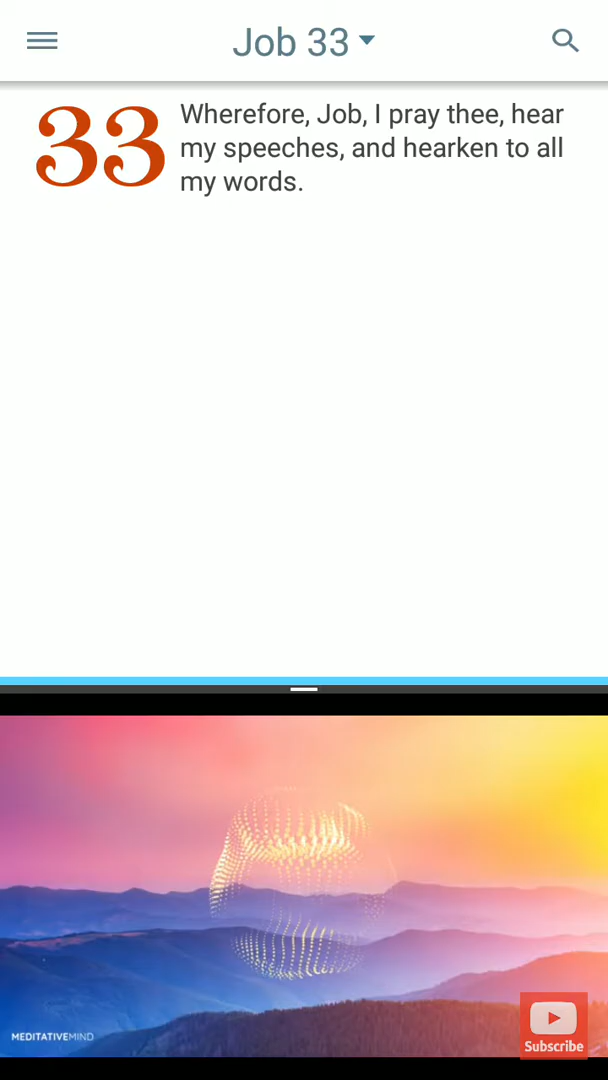 Job 33
33
Wherefore, Job, I pray thee, hear
my speeches, and hearken to all
my words.
MEDITATIVEMIND
Subscribe